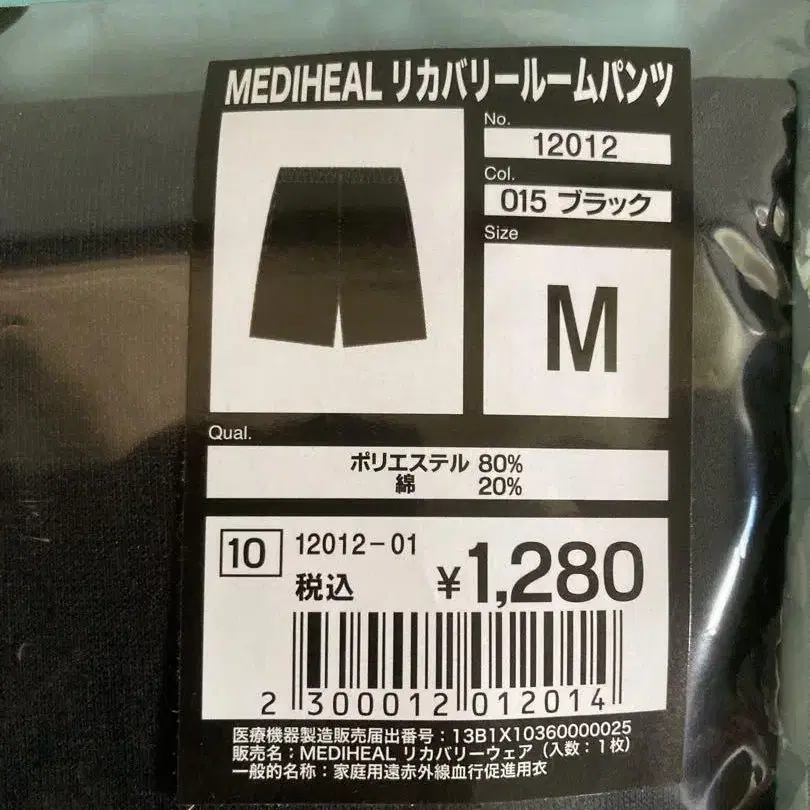 MEDIHEAL リカバリールームパンツ
No.
12012
Col.
015 ブラック
Size
M
Qual.
ポリエステル 80%
綿 20%
10 12012-01
税込 ¥1,280
2 300012 012014
医療機器製造販売届出番号：13B1X10360000025
販売名：MEDIHEAL リカバリーウェア（入数：1枚）
一般的名称：家庭用遠赤外線血行促進用衣